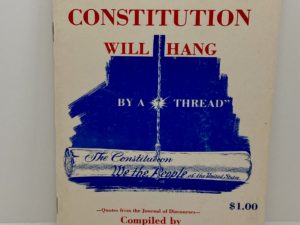 CONSTITUTION
WILL HANG
BY A THREAD"
The Constitution
We the People of the United States
$1.00
—Quotes from the Journal of Discourses—
Compiled by